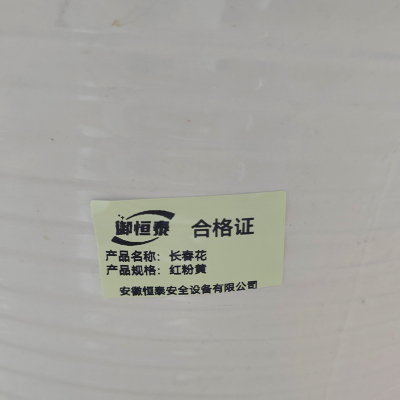 御恒泰 合格证
产品名称：长春花
产品规格：红粉黄
安徽恒泰安全设备有限公司